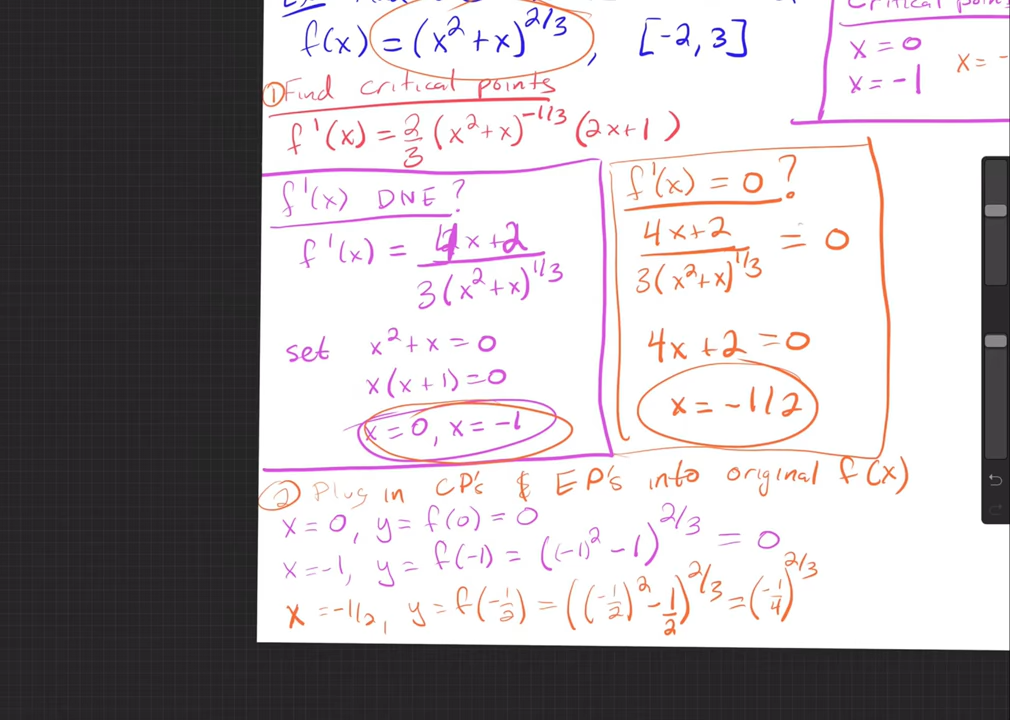 f(x) = (x² + x)^2/3 , [-2, 3]
① Find critical points
f'(x) = 2/3 (x² + x)^-1/3 (2x + 1)
f'(x) DNE ?
f'(x) = 4x + 2 / 3(x² + x)^1/3
set x² + x = 0
x(x + 1) = 0
x = 0, x = -1
f'(x) = 0 ?
4x + 2 / 3(x² + x)^1/3 = 0
4x + 2 = 0
x = -1/2
x = 0
x = -1 x = -
② Plug in CP's & EP's into original f(x)
x = 0, y = f(0) = 0
x = -1, y = f(-1) = ((-1)² - 1)^2/3 = 0
x = -1/2, y = f(-1/2) = ((-1/2)² - 1/2)^2/3 = (-1/4)^2/3